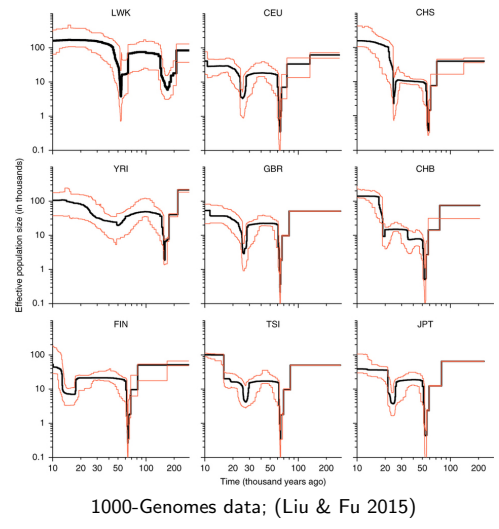 LWK CEU CHS
100
10
1
0.1
YRI GBR CHB
Effective population size (in thousands)
100
10
1
0.1
FIN TSI JPT
100
10
1
0.1
10 20 30 50 100 200 10 20 30 50 100 200 10 20 30 50 100 200
Time (thousand years ago)
1000-Genomes data; (Liu & Fu 2015)